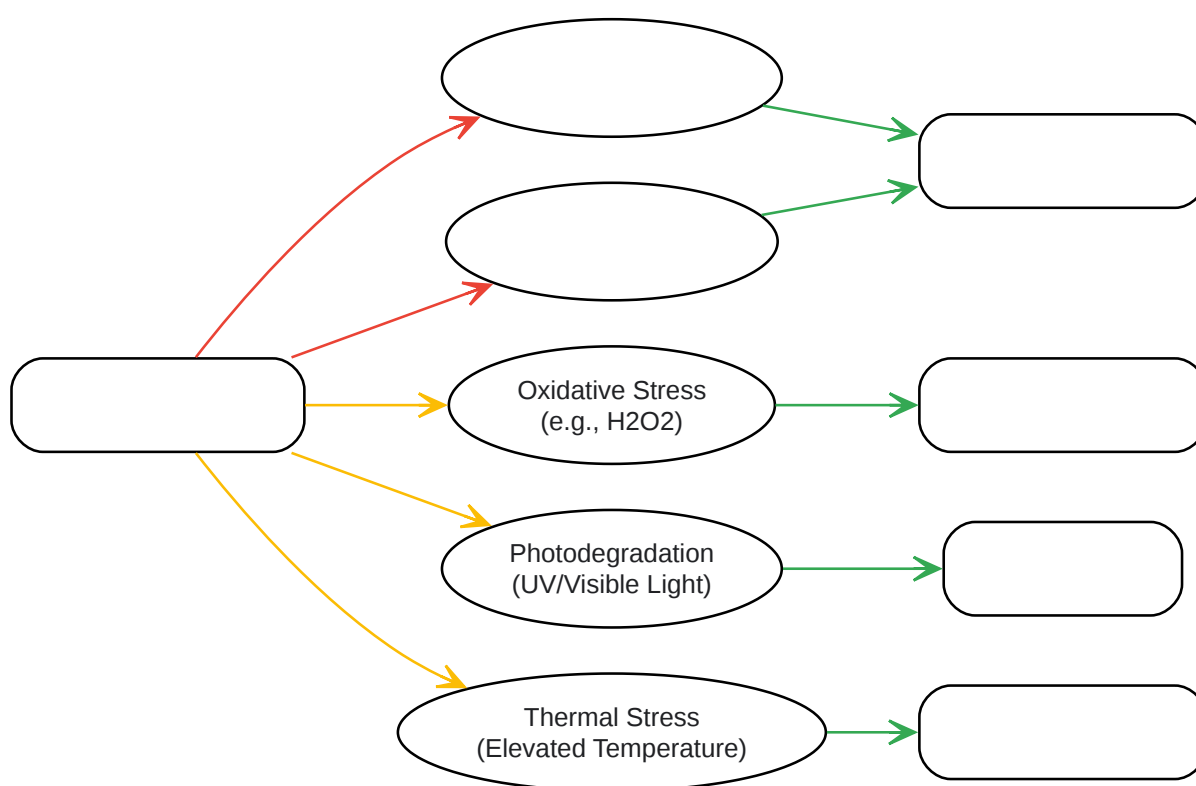 Oxidative Stress
(e.g., H2O2)
Photodegradation
(UV/Visible Light)
Thermal Stress
(Elevated Temperature)